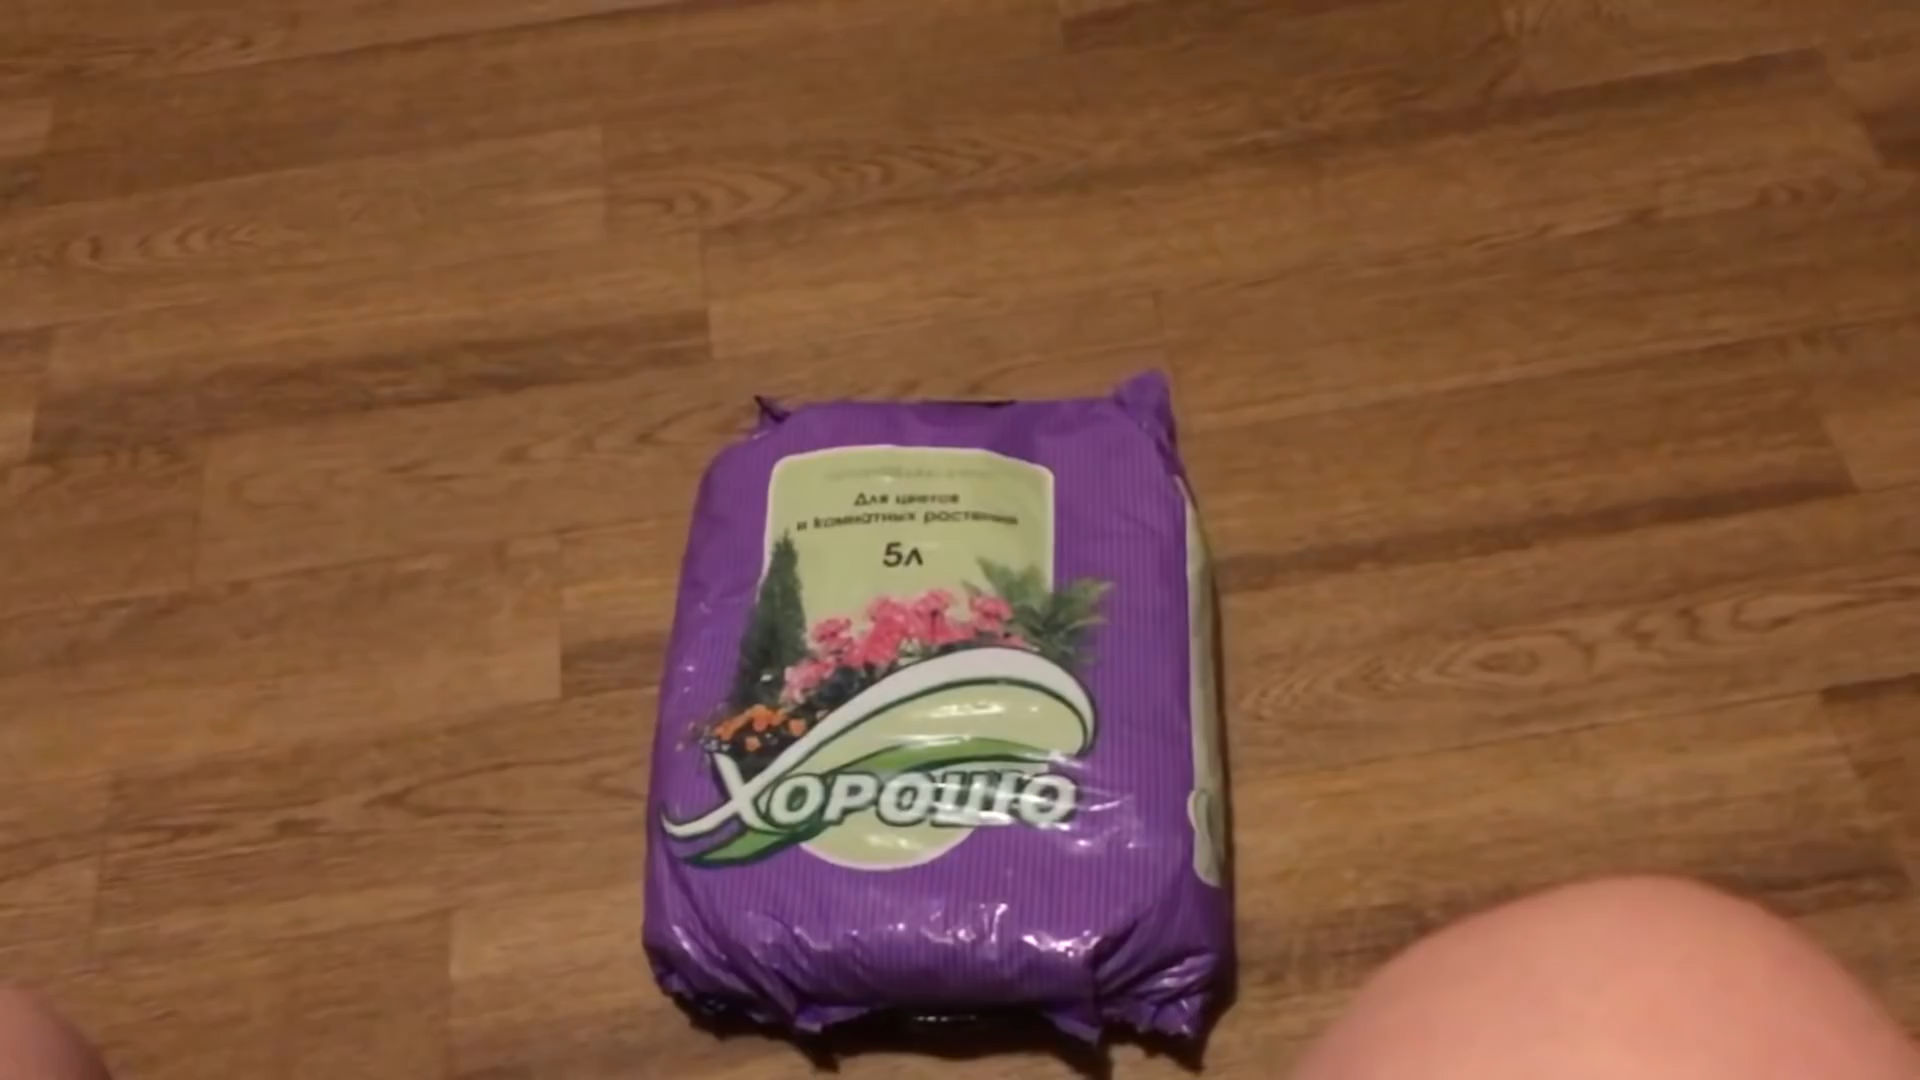 Для цветов
и комнатных растений
5л
Хорошо